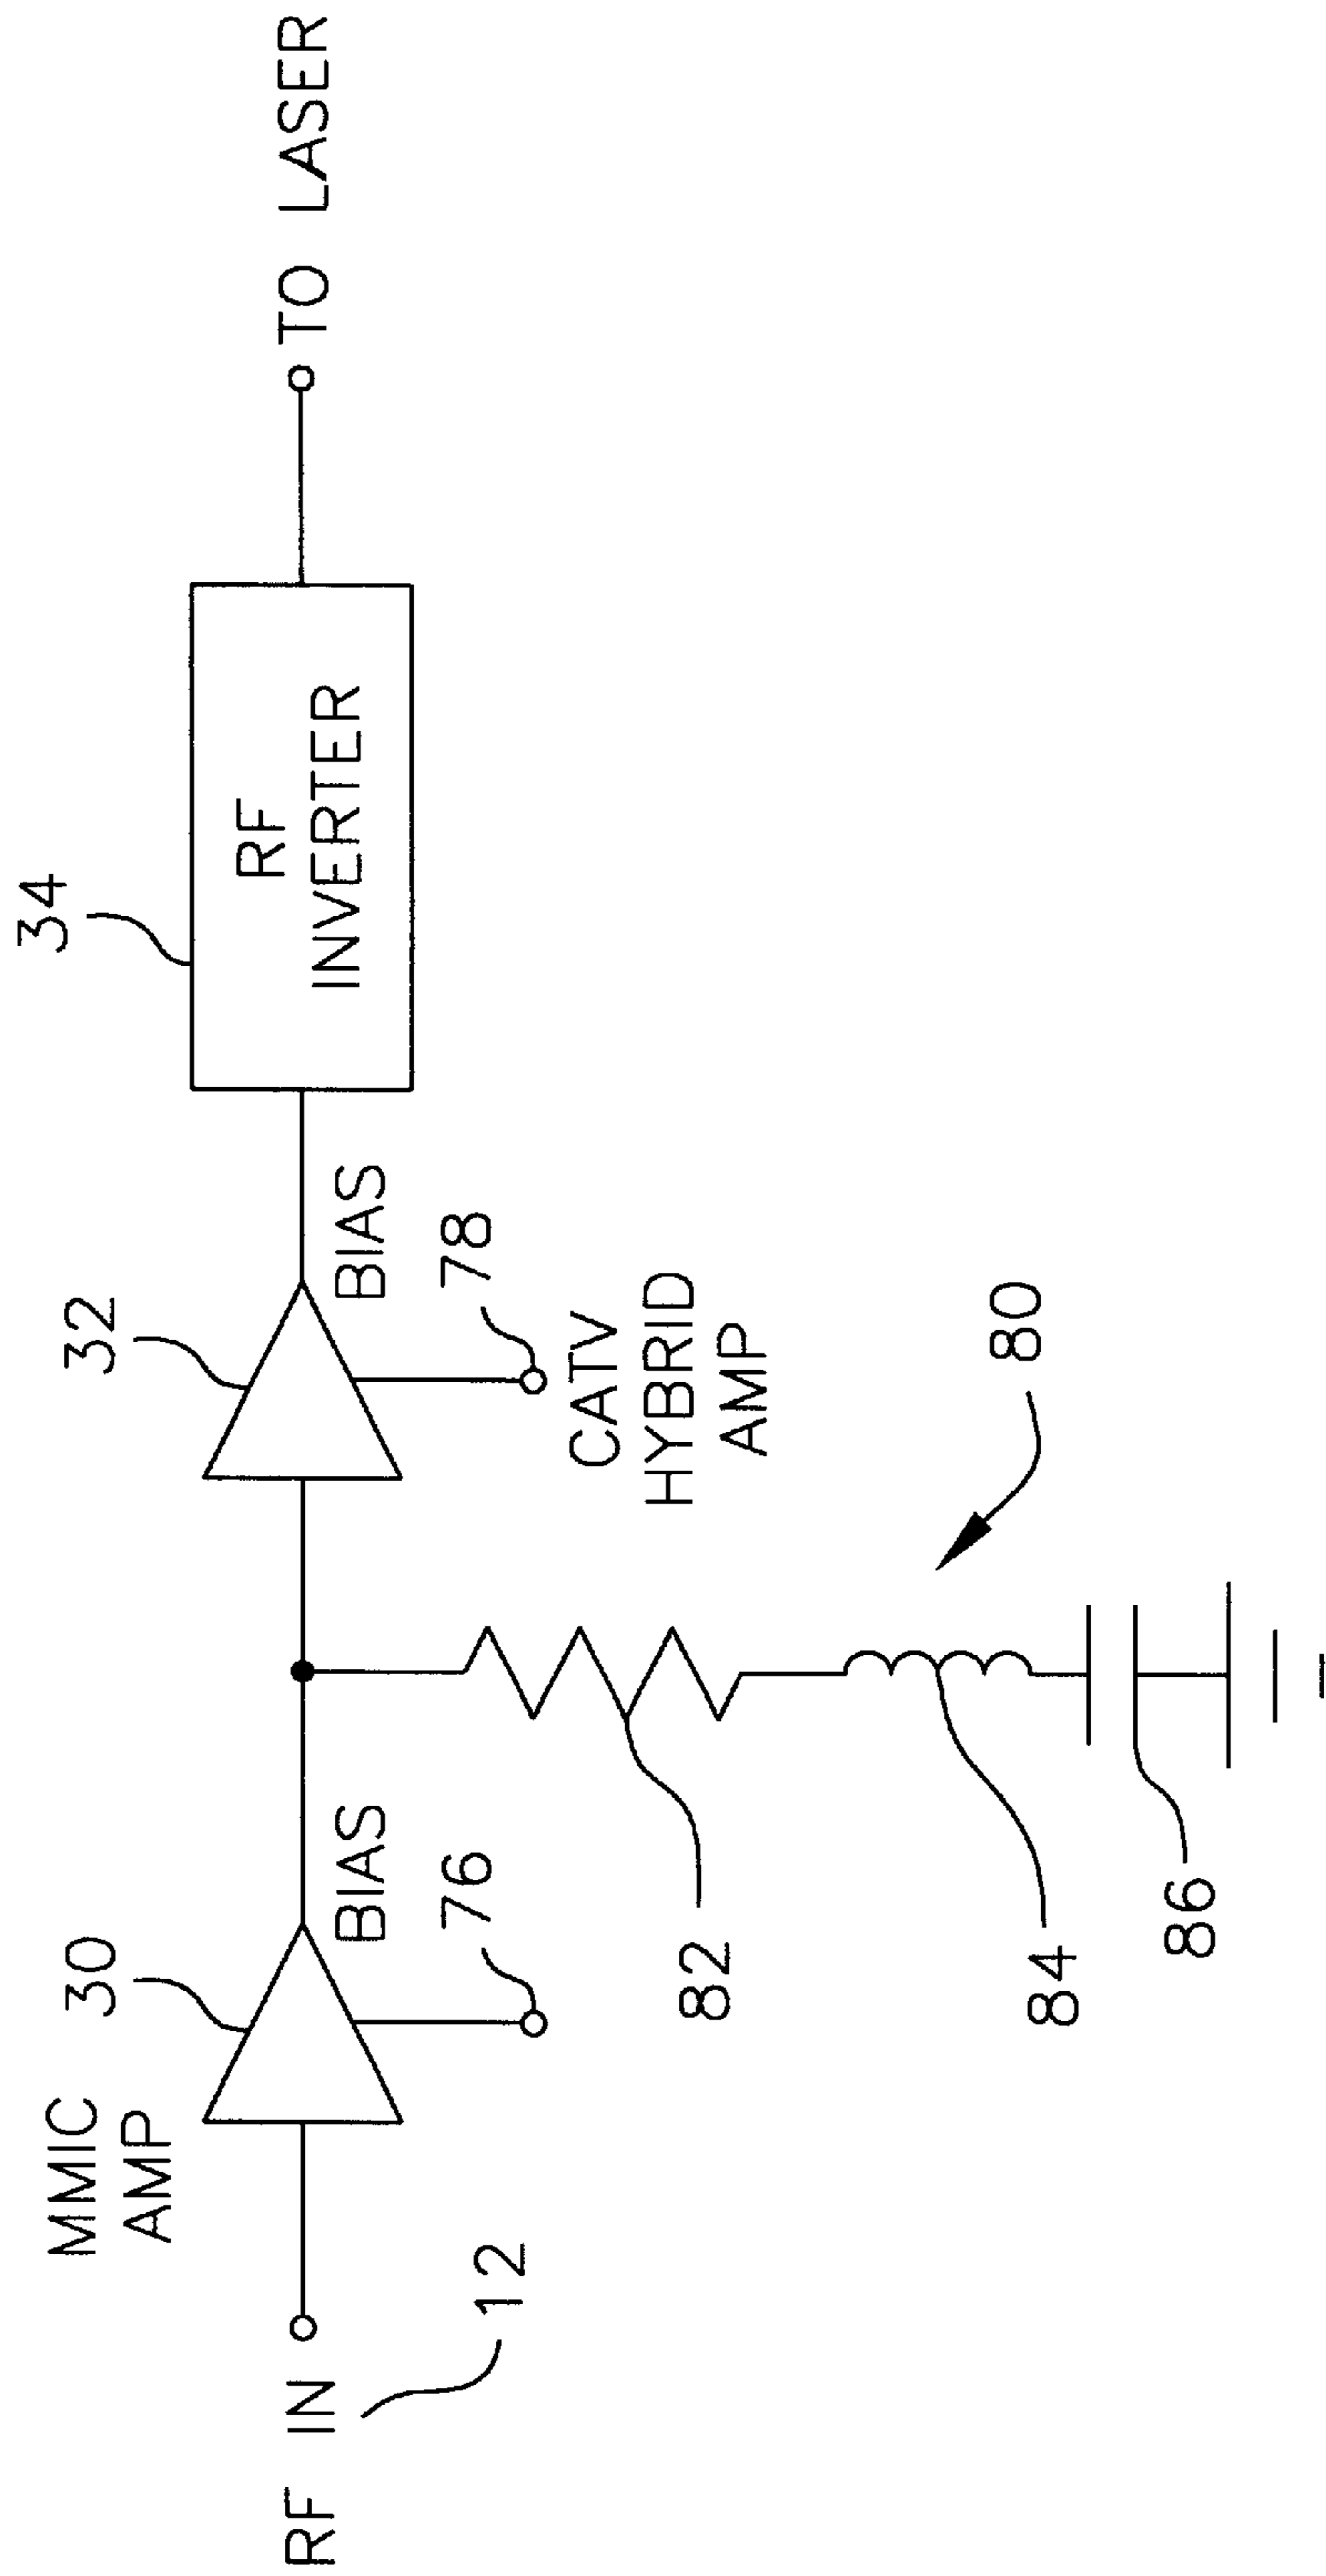 34
RF
INVERTER
TO LASER
32
BIAS
78
CATV
HYBRID
AMP
MMIC
AMP
30
BIAS
76
RF IN
12
80
82
84
86